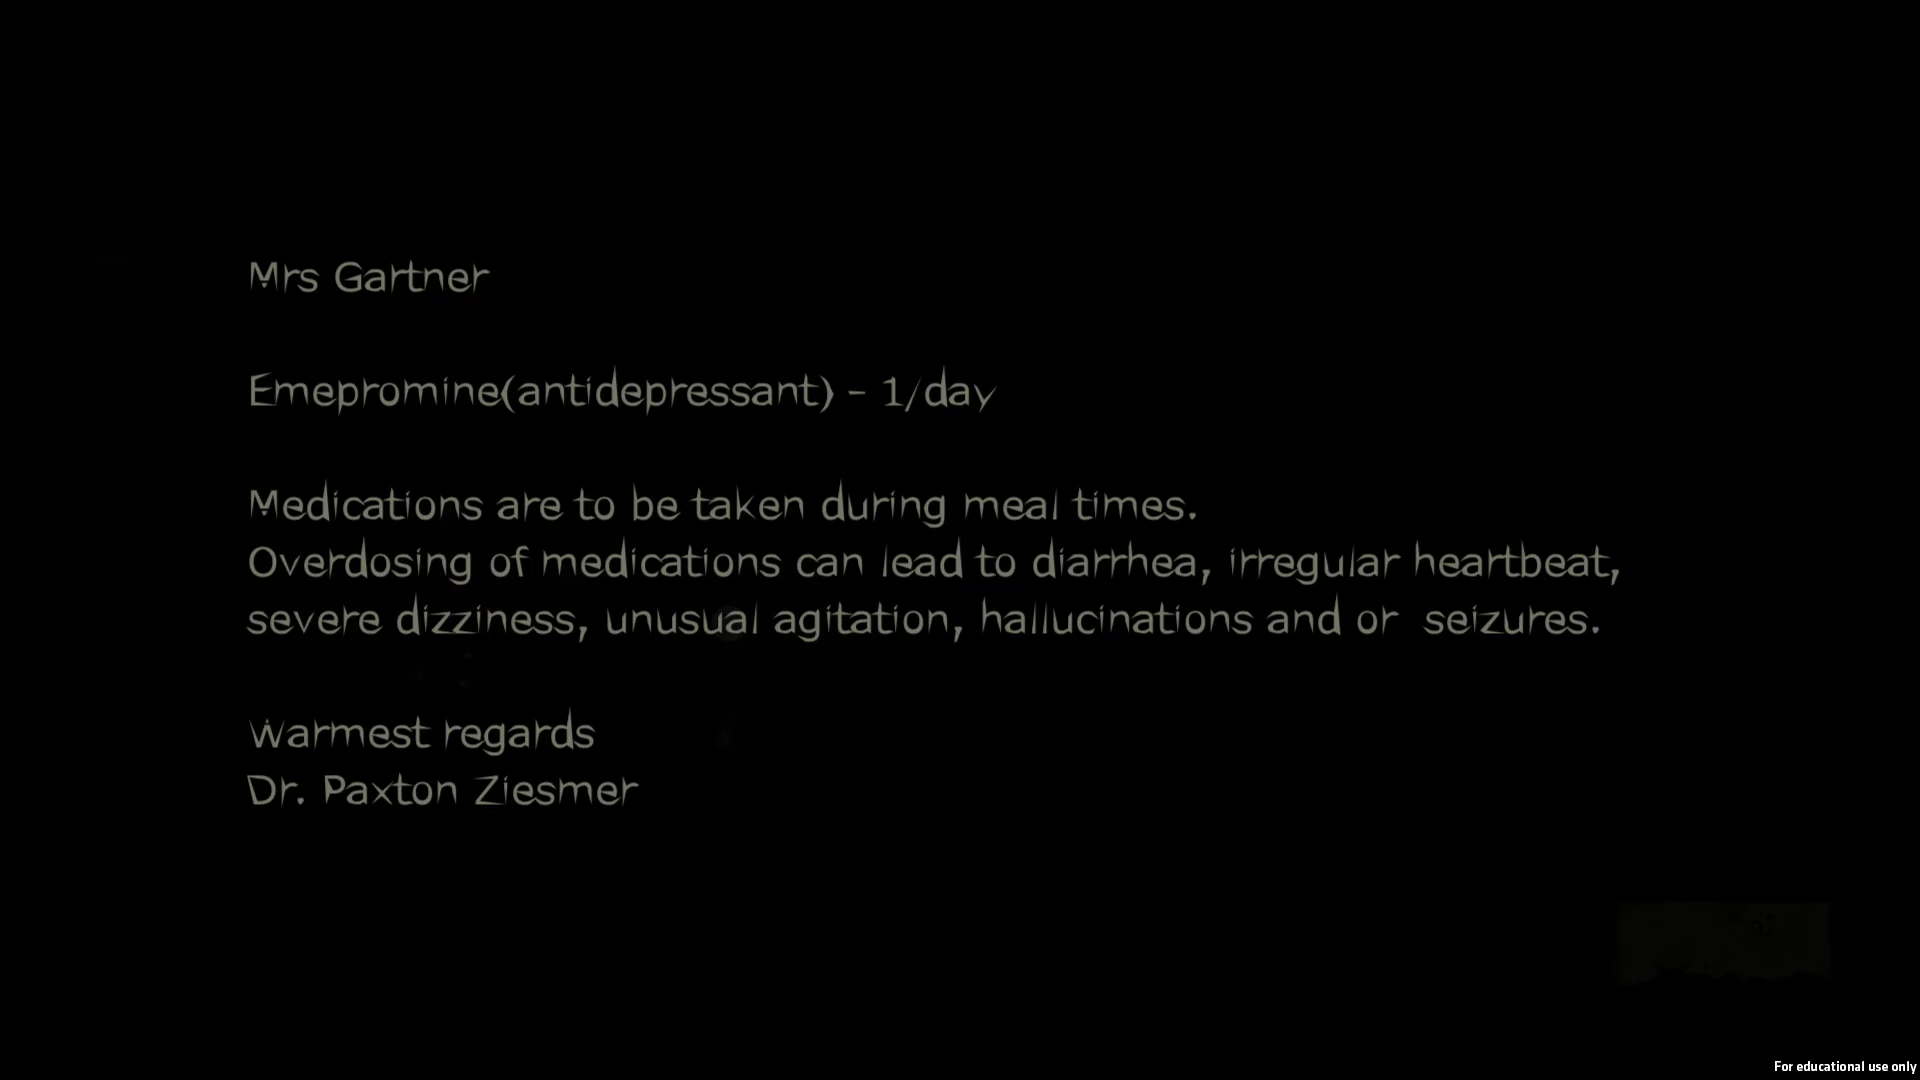 Mrs Gartner
Emepromine(antidepressant) - 1/day
Medications are to be taken during meal times.
Overdosing of medications can lead to diarrhea, irregular heartbeat,
severe dizziness, unusual agitation, hallucinations and or  seizures.
Warmest regards
Dr. Paxton Ziesmer
For educational use only